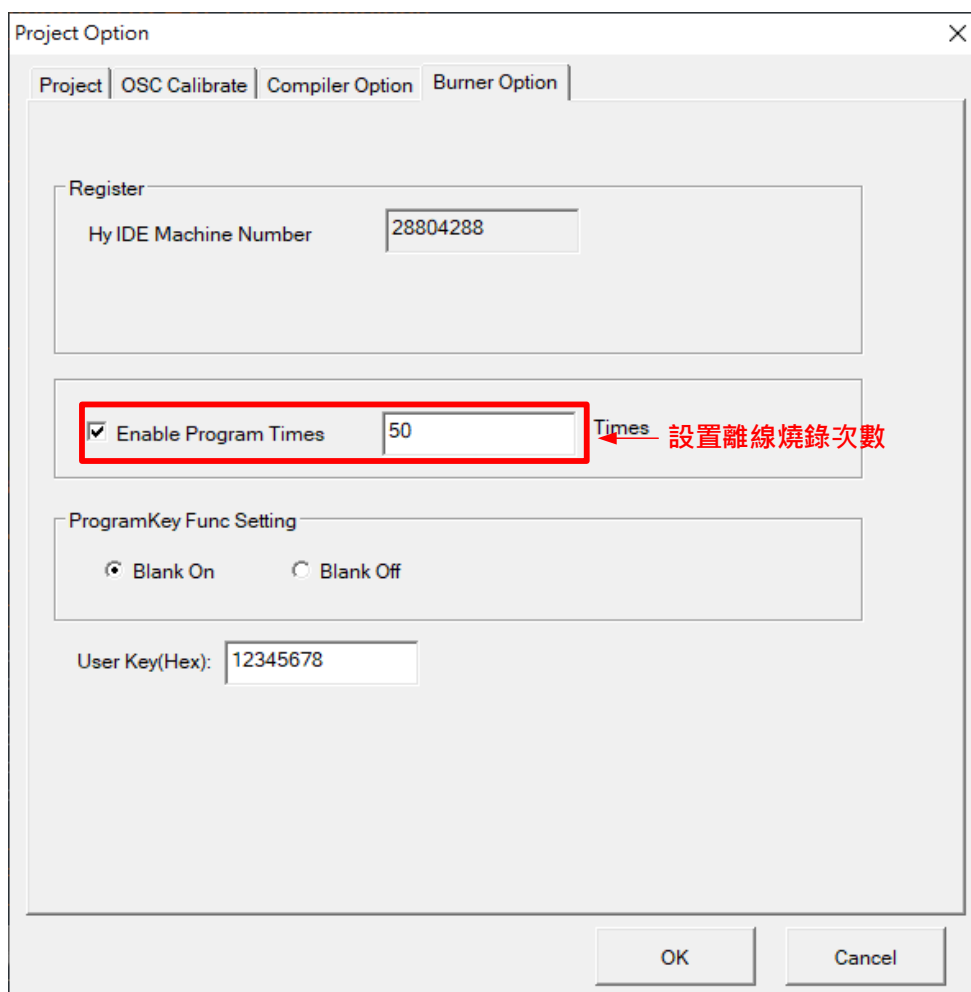 Project Option
Project
OSC Calibrate
Compiler Option
Burner Option
Register
Hy IDE Machine Number
28804288
Enable Program Times
50
Times
設置離線燒錄次數
ProgramKey Func Setting
Blank On
Blank Off
User Key(Hex):
12345678
OK
Cancel